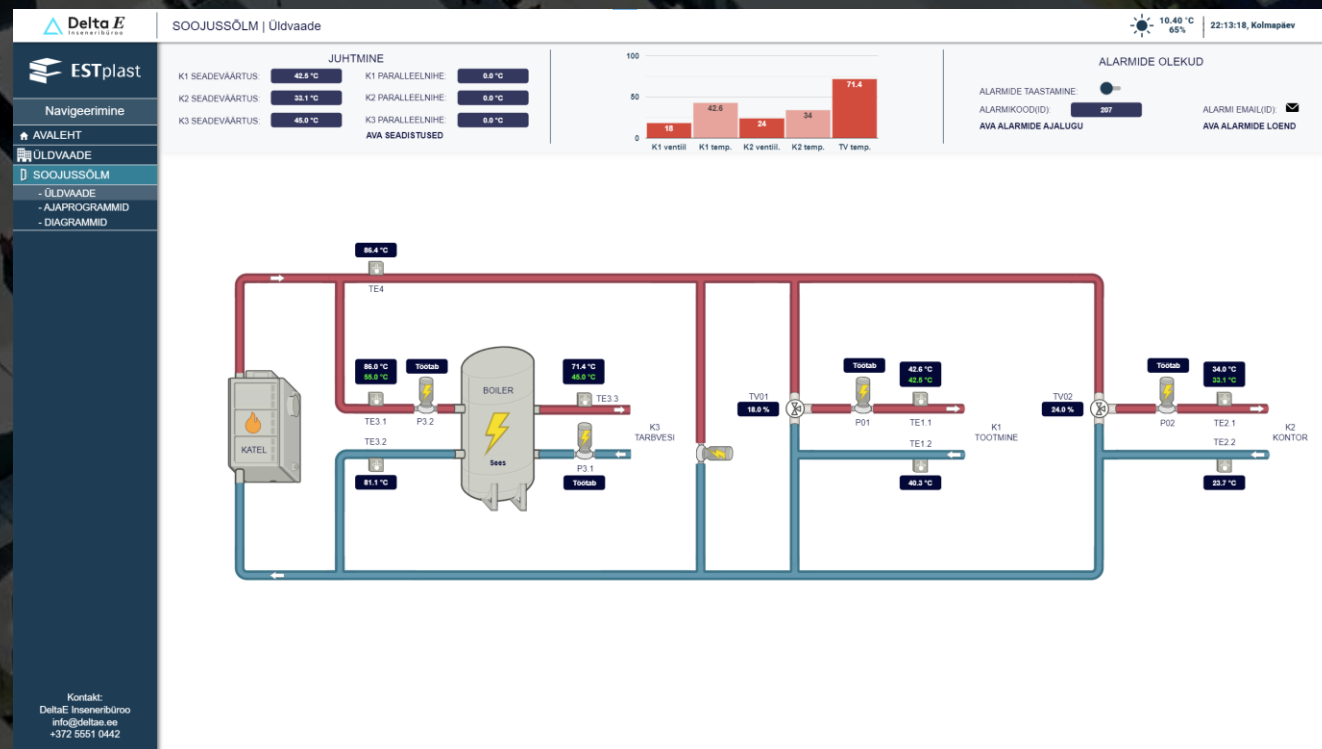 Delta E
Inseneribüroo
SOOJUSSÕLM | Üldvaade
10.40 °C
65%
22:13:18, Kolmapäev
ESTplast
Navigeerimine
AVALEHT
ÜLDVAADE
SOOJUSSÕLM
- ÜLDVAADE
- AJAPROGRAMMID
- DIAGRAMMID
Kontakt:
DeltaE Inseneribüroo
info@deltae.ee
+372 5551 0442
JUHTMINE
K1 SEADEVÄÄRTUS: 42.5 °C K1 PARALLEELNIHE: 0.0 °C
K2 SEADEVÄÄRTUS: 33.1 °C K2 PARALLEELNIHE: 0.0 °C
K3 SEADEVÄÄRTUS: 45.0 °C K3 PARALLEELNIHE: 0.0 °C
AVA SEADISTUSED
100
50
0
18
42.6
24
34
71.4
K1 ventiil K1 temp. K2 ventiil. K2 temp. TV temp.
ALARMIDE OLEKUD
ALARMIDE TAASTAMINE:
ALARMIKOOD(ID): 207 ALARMI EMAIL(ID):
AVA ALARMIDE AJALUGU AVA ALARMIDE LOEND
86.4 °C
TE4
86.0 °C
55.0 °C
Töötab
TE3.1
P3.2
TE3.2
81.1 °C
KATEL
BOILER
Sees
71.4 °C
45.0 °C
TE3.3
K3
TARBVESI
P3.1
Töötab
TV01
18.0 %
Töötab
P01
42.6 °C
42.5 °C
TE1.1
TE1.2
40.3 °C
K1
TOOTMINE
TV02
24.0 %
Töötab
P02
34.0 °C
33.1 °C
TE2.1
TE2.2
23.7 °C
K2
KONTOR